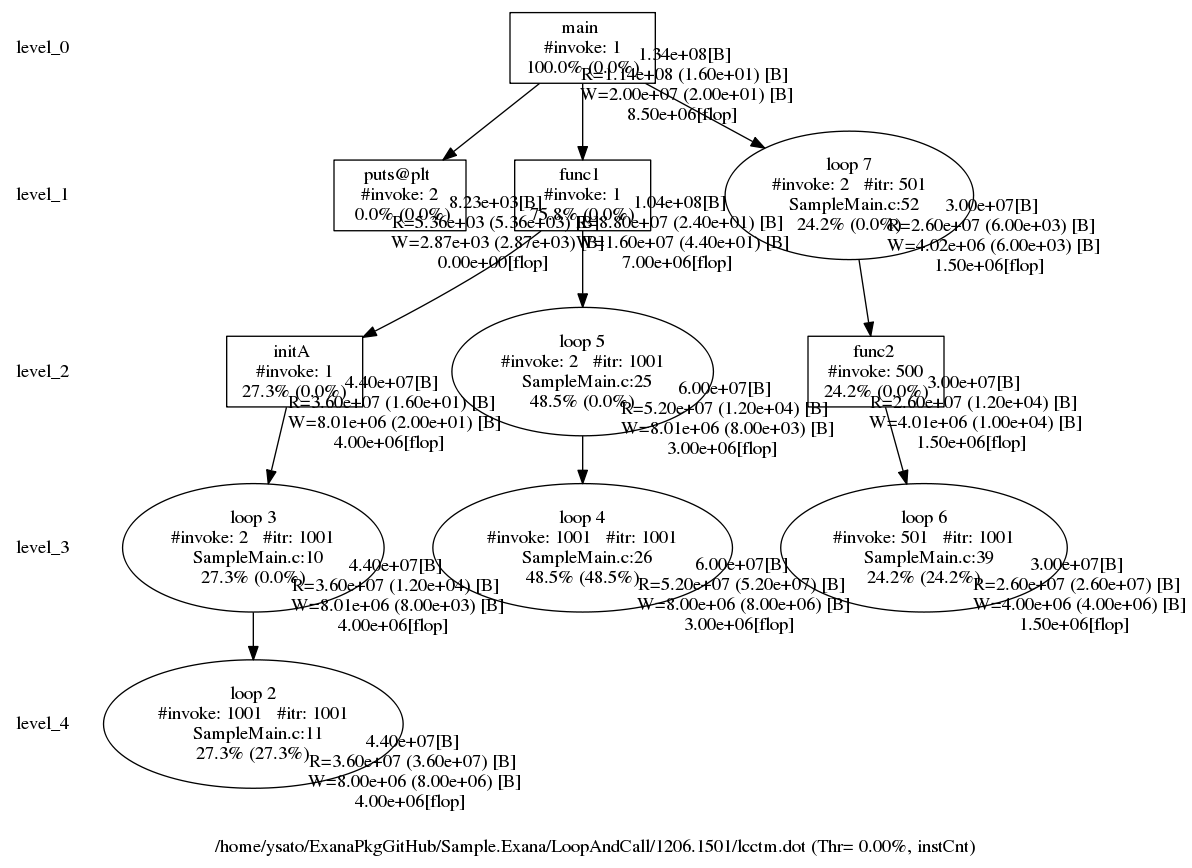 level_0
main
#invoke: 1
100.0% (0.0%)
1.34e+08[B]
R=1.14e+08 (1.60e+01) [B]
W=2.00e+07 (2.00e+01) [B]
8.50e+06[flop]
level_1
puts@plt
#invoke: 2
0.0% (0.0%)
8.23e+03[B]
R=5.36e+03 (5.36e+03) [B]
W=2.87e+03 (2.87e+03) [B]
0.00e+00[flop]
func1
#invoke: 1
75.8% (0.0%)
1.04e+08[B]
R=8.80e+07 (2.40e+01) [B]
W=1.60e+07 (4.40e+01) [B]
7.00e+06[flop]
loop 7
#invoke: 2 #itr: 501
SampleMain.c:52
24.2% (0.0%)
3.00e+07[B]
R=2.60e+07 (6.00e+03) [B]
W=4.02e+06 (6.00e+03) [B]
1.50e+06[flop]
level_2
initA
#invoke: 1
27.3% (0.0%)
4.40e+07[B]
R=3.60e+07 (1.60e+01) [B]
W=8.01e+06 (2.00e+01) [B]
4.00e+06[flop]
loop 5
#invoke: 2 #itr: 1001
SampleMain.c:25
48.5% (0.0%)
6.00e+07[B]
R=5.20e+07 (1.20e+04) [B]
W=8.01e+06 (8.00e+03) [B]
3.00e+06[flop]
func2
#invoke: 500
24.2% (0.0%)
3.00e+07[B]
R=2.60e+07 (1.20e+04) [B]
W=4.01e+06 (1.00e+04) [B]
1.50e+06[flop]
level_3
loop 3
#invoke: 2 #itr: 1001
SampleMain.c:10
27.3% (0.0%)
4.40e+07[B]
R=3.60e+07 (1.20e+04) [B]
W=8.01e+06 (8.00e+03) [B]
4.00e+06[flop]
loop 4
#invoke: 1001 #itr: 1001
SampleMain.c:26
48.5% (48.5%)
6.00e+07[B]
R=5.20e+07 (5.20e+07) [B]
W=8.00e+06 (8.00e+06) [B]
3.00e+06[flop]
loop 6
#invoke: 501 #itr: 1001
SampleMain.c:39
24.2% (24.2%)
3.00e+07[B]
R=2.60e+07 (2.60e+07) [B]
W=4.00e+06 (4.00e+06) [B]
1.50e+06[flop]
level_4
loop 2
#invoke: 1001 #itr: 1001
SampleMain.c:11
27.3% (27.3%)
4.40e+07[B]
R=3.60e+07 (3.60e+07) [B]
W=8.00e+06 (8.00e+06) [B]
4.00e+06[flop]
/home/ysato/ExanaPkgGitHub/Sample.Exana/LoopAndCall/1206.1501/lcctm.dot (Thr= 0.00%, instCnt)